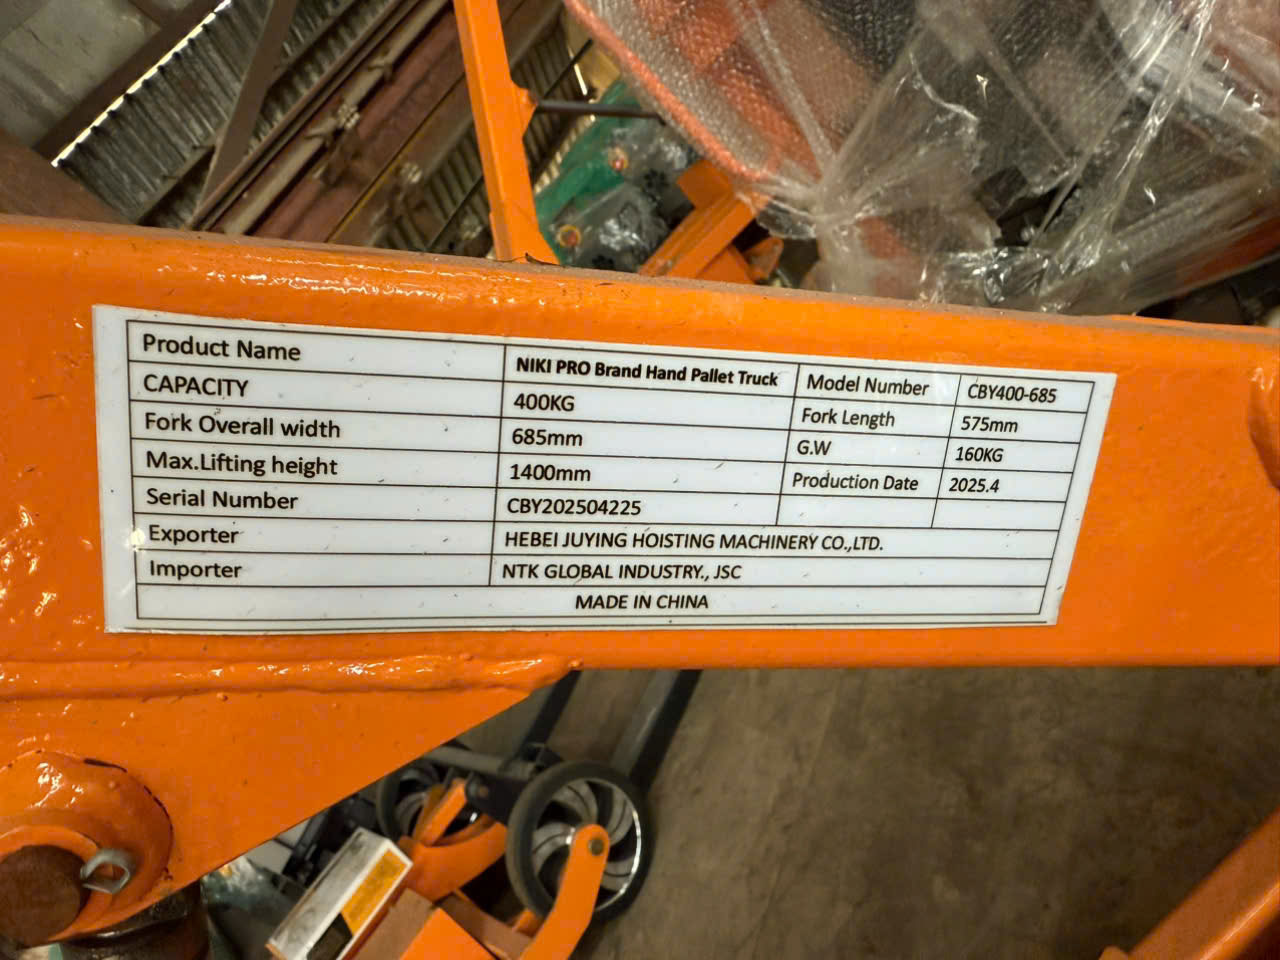 Product Name NIKI PRO Brand Hand Pallet Truck Model Number CBY400-685
CAPACITY 400KG Fork Length 575mm
Fork Overall width 685mm G.W 160KG
Max.Lifting height 1400mm Production Date 2025.4
Serial Number CBY202504225
Exporter HEBEI JUYING HOISTING MACHINERY CO.,LTD.
Importer NTK GLOBAL INDUSTRY., JSC
MADE IN CHINA